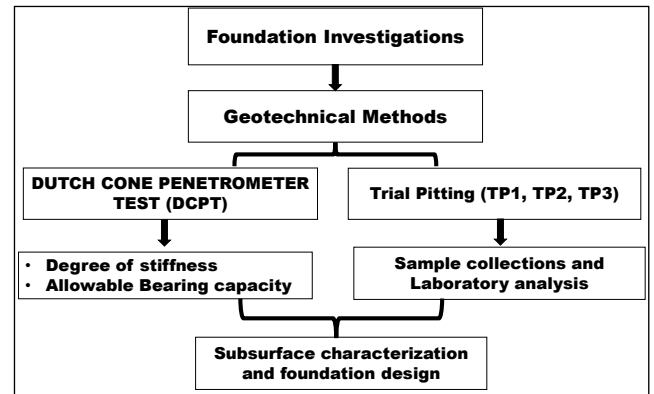 Foundation Investigations
Geotechnical Methods
DUTCH CONE PENETROMETER
TEST (DCPT)
Trial Pitting (TP1, TP2, TP3)
• Degree of stiffness
• Allowable Bearing capacity
Sample collections and
Laboratory analysis
Subsurface characterization
and foundation design